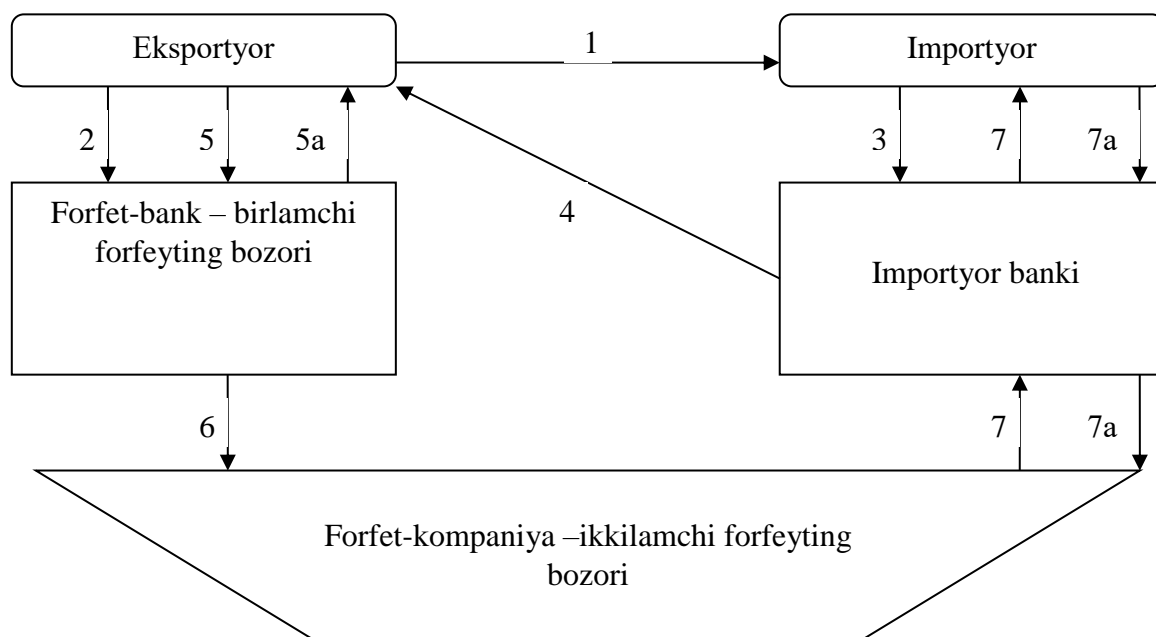 Eksportyor
1
Importyor
2
5
5a
3
7
7a
Forfet-bank – birlamchi
forfeyting bozori
4
Importyor banki
6
7
7a
Forfet-kompaniya –ikkilamchi forfeyting
bozori